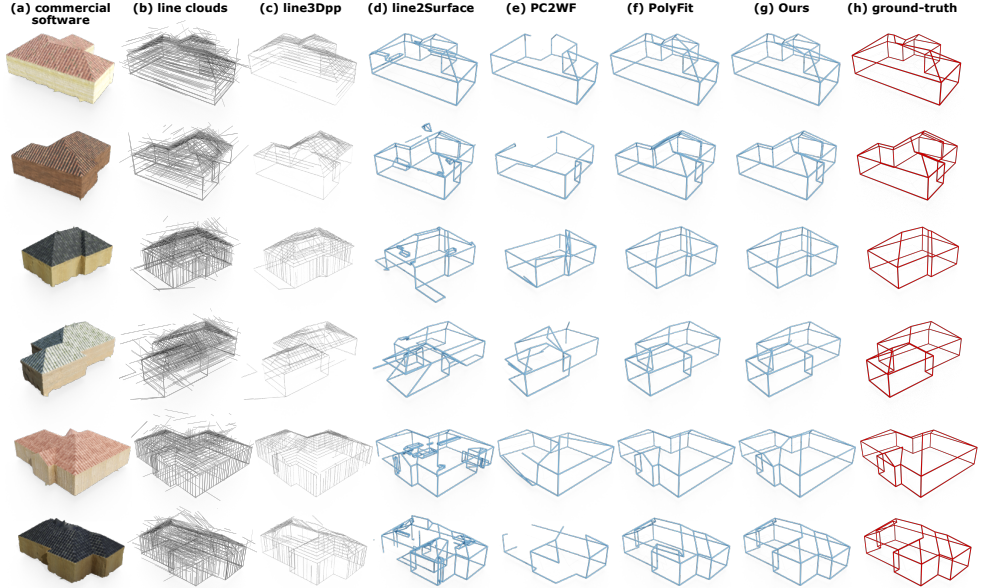 (a) commercial software
(b) line clouds
(c) line3Dpp
(d) line2Surface
(e) PC2WF
(f) PolyFit
(g) Ours
(h) ground-truth